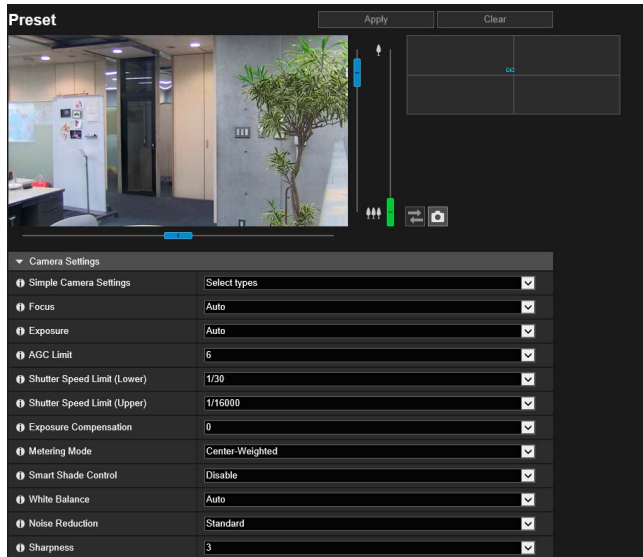 Preset
Apply
Clear
Camera Settings
Simple Camera Settings Select types
Focus Auto
Exposure Auto
AGC Limit 6
Shutter Speed Limit (Lower) 1/30
Shutter Speed Limit (Upper) 1/16000
Exposure Compensation 0
Metering Mode Center-Weighted
Smart Shade Control Disable
White Balance Auto
Noise Reduction Standard
Sharpness 3